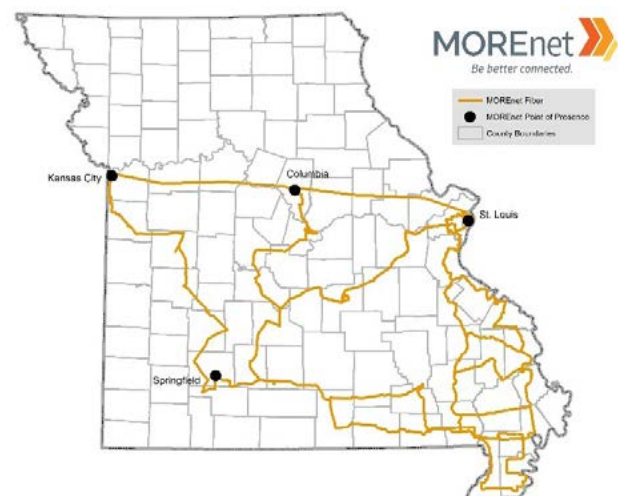 MOREnet
Be better connected.
MOREnet Fiber
MOREnet Point of Presence
County Boundaries
Kansas City
Columbia
St. Louis
Springfield